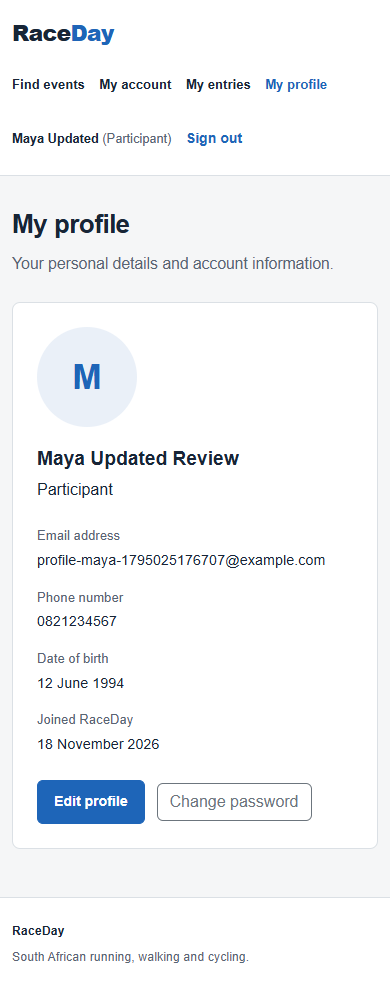 RaceDay
Find events My account My entries My profile
Maya Updated (Participant) Sign out
My profile
Your personal details and account information.
M
Maya Updated Review
Participant
Email address
profile-maya-1795025176707@example.com
Phone number
0821234567
Date of birth
12 June 1994
Joined RaceDay
18 November 2026
Edit profile Change password
RaceDay
South African running, walking and cycling.